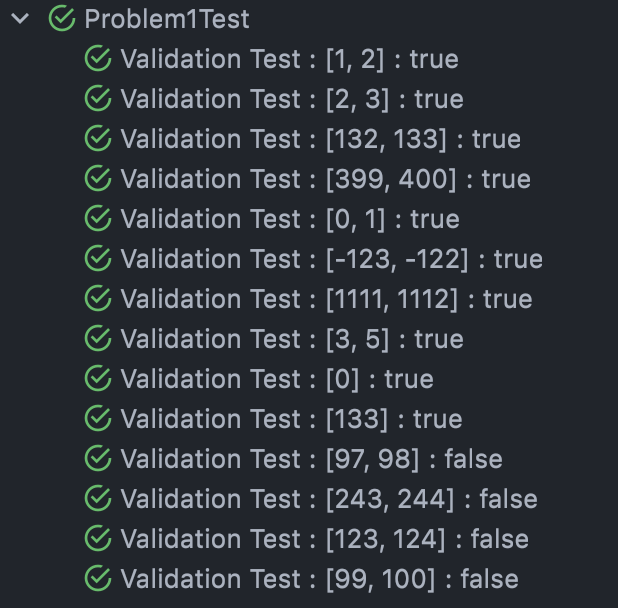 Problem1Test
Validation Test : [1, 2] : true
Validation Test : [2, 3] : true
Validation Test : [132, 133] : true
Validation Test : [399, 400] : true
Validation Test : [0, 1] : true
Validation Test : [-123, -122] : true
Validation Test : [1111, 1112] : true
Validation Test : [3, 5] : true
Validation Test : [0] : true
Validation Test : [133] : true
Validation Test : [97, 98] : false
Validation Test : [243, 244] : false
Validation Test : [123, 124] : false
Validation Test : [99, 100] : false